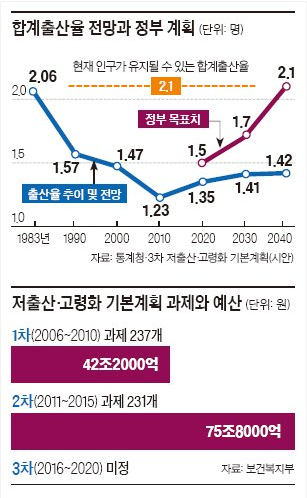 합계출산율 전망과 정부 계획 (단위: 명)
현재 인구가 유지될 수 있는 합계출산율
2.1
2.06
2.1
2.0
정부 목표치
1.7
1.5
1.5
1.57
1.47
1.42
1.41
1.35
1.23
출산율 추이 및 전망
1.0
1983년 1990 2000 2010 2020 2030 2040
자료: 통계청·3차 저출산·고령화 기본계획(시안)
저출산·고령화 기본계획 과제와 예산 (단위: 원)
1차(2006~2010) 과제 237개
42조2000억
2차(2011~2015) 과제 231개
75조8000억
3차(2016~2020) 미정
자료: 보건복지부